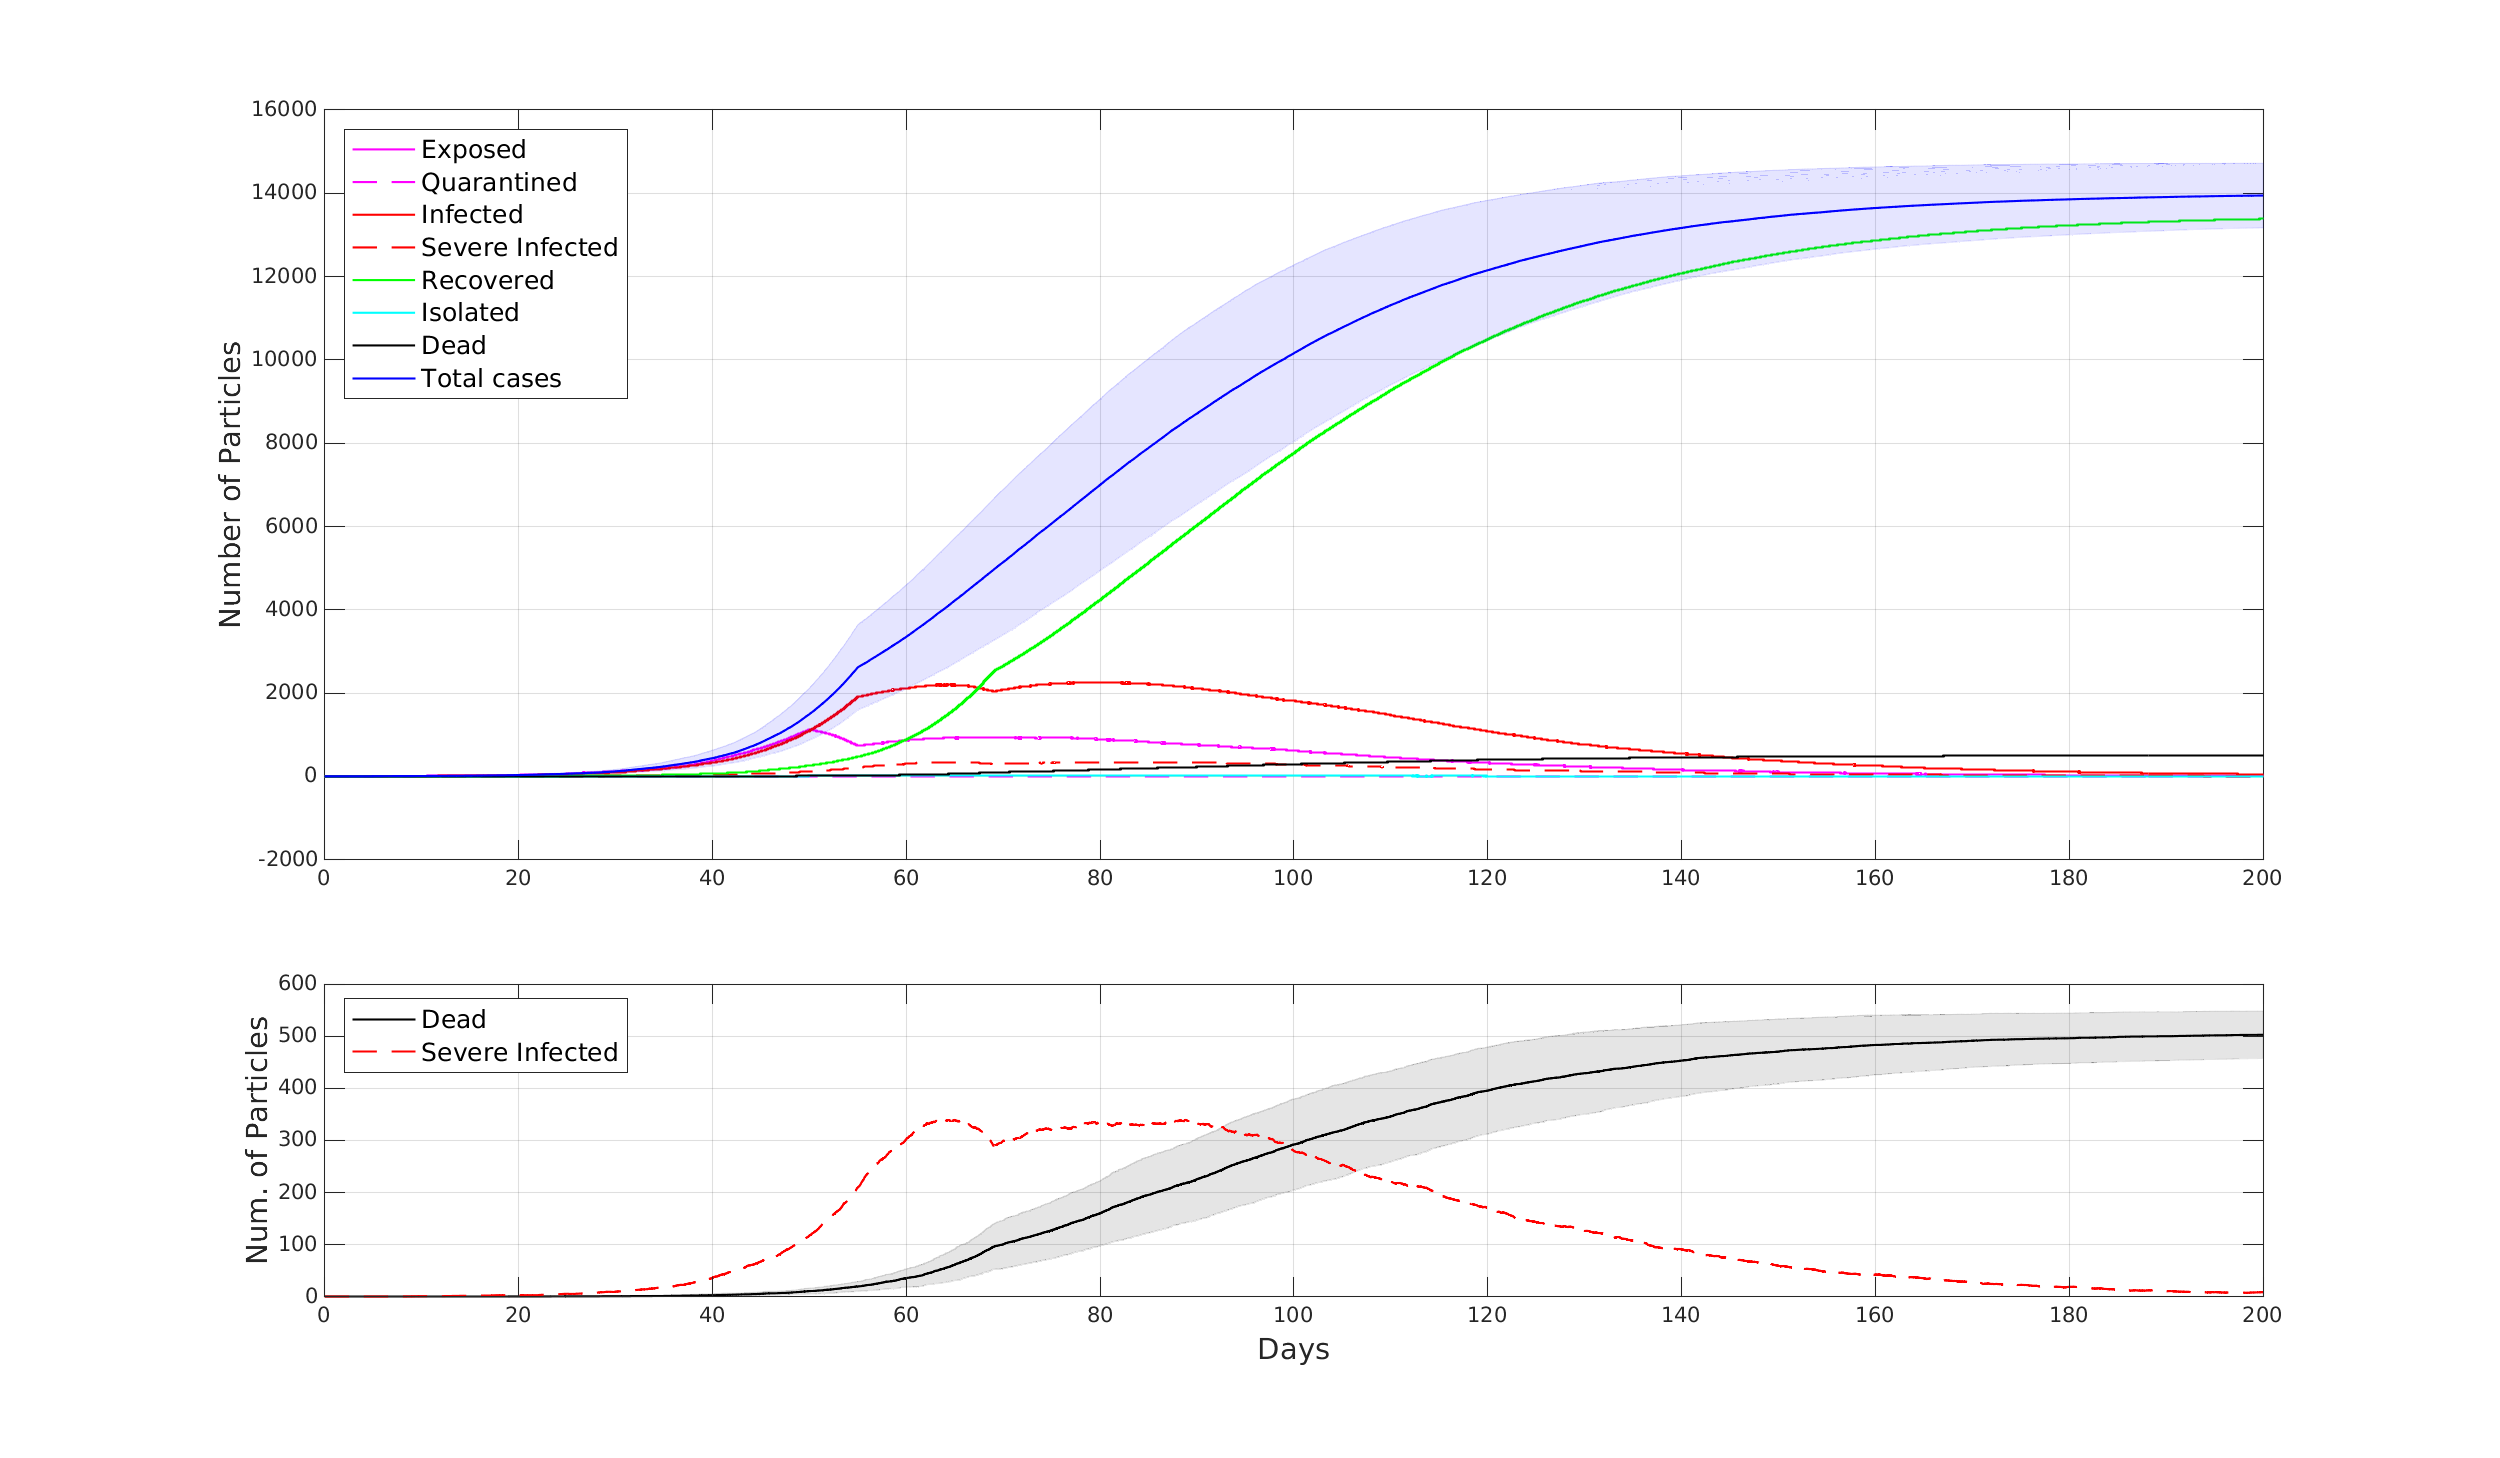 16000
14000
12000
10000
8000
6000
4000
2000
0
-2000
Number of Particles
Exposed
Quarantined
Infected
Severe Infected
Recovered
Isolated
Dead
Total cases
0 20 40 60 80 100 120 140 160 180 200
600
500
400
300
200
100
0
Num. of Particles
Dead
Severe Infected
0 20 40 60 80 100 120 140 160 180 200
Days